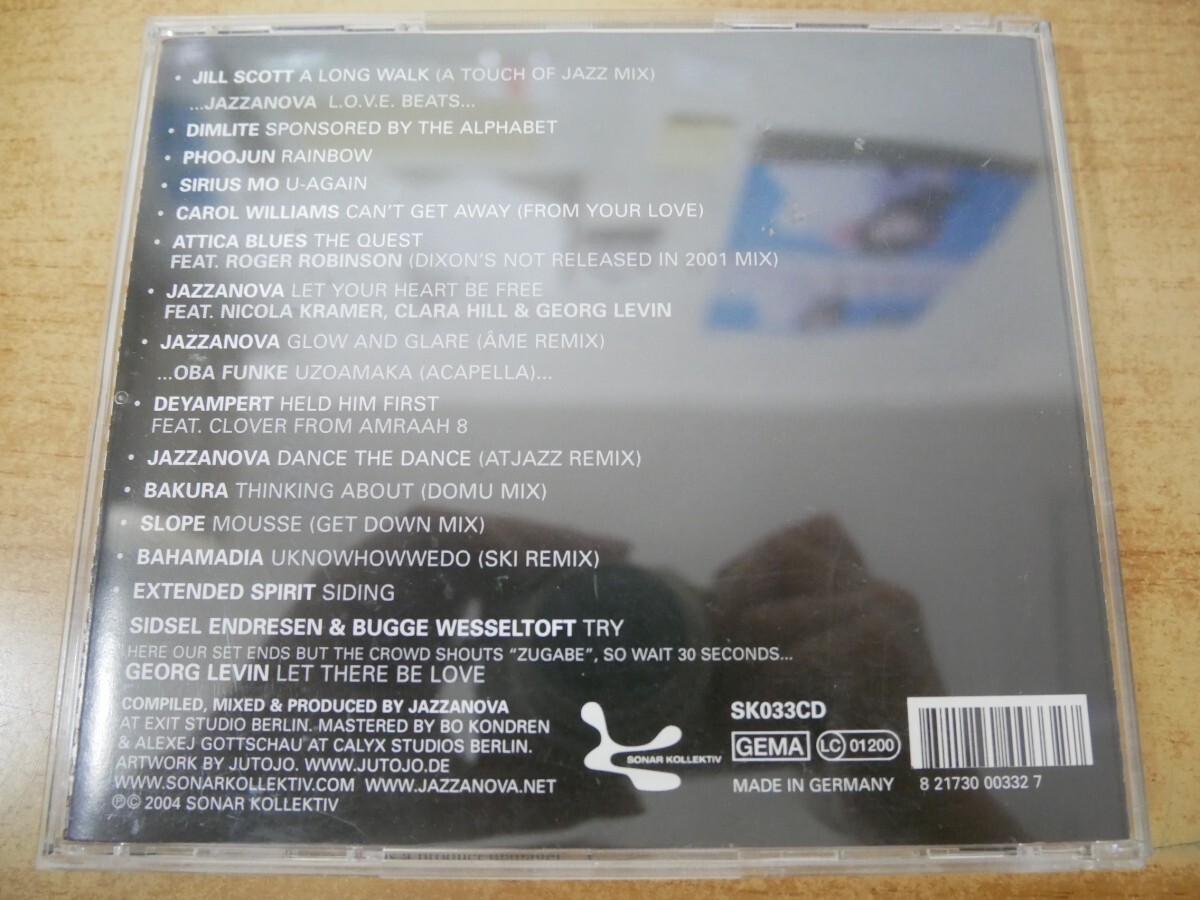 • JILL SCOTT A LONG WALK (A TOUCH OF JAZZ MIX)
...JAZZANOVA L.O.V.E. BEATS...
• DIMLITE SPONSORED BY THE ALPHABET
• PHOOJUN RAINBOW
• SIRIUS MO U-AGAIN
• CAROL WILLIAMS CAN'T GET AWAY (FROM YOUR LOVE)
• ATTICA BLUES THE QUEST
FEAT. ROGER ROBINSON (DIXON'S NOT RELEASED IN 2001 MIX)
• JAZZANOVA LET YOUR HEART BE FREE
FEAT. NICOLA KRAMER, CLARA HILL & GEORG LEVIN
• JAZZANOVA GLOW AND GLARE (ÂME REMIX)
...OBA FUNKE UZOAMAKA (ACAPELLA)...
• DEYAMPERT HELD HIM FIRST
FEAT. CLOVER FROM AMRAAH 8
• JAZZANOVA DANCE THE DANCE (ATJAZZ REMIX)
• BAKURA THINKING ABOUT (DOMU MIX)
• SLOPE MOUSSE (GET DOWN MIX)
• BAHAMADIA UKNOWHOWWEDO (SKI REMIX)
• EXTENDED SPIRIT SIDING
SIDSEL ENDRESEN & BUGGE WESSELTOFT TRY
HERE OUR SET ENDS BUT THE CROWD SHOUTS "ZUGABE", SO WAIT 30 SECONDS...
GEORG LEVIN LET THERE BE LOVE
COMPILED, MIXED & PRODUCED BY JAZZANOVA
AT EXIT STUDIO BERLIN. MASTERED BY BO KONDREN
& ALEXEJ GOTTSCHAU AT CALYX STUDIOS BERLIN.
ARTWORK BY JUTOJO. WWW.JUTOJO.DE
WWW.SONARKOLLEKTIV.COM WWW.JAZZANOVA.NET
℗© 2004 SONAR KOLLEKTIV
SONAR KOLLEKTIV
SK033CD
GEMA LC 01200
MADE IN GERMANY
8 21730 00332 7